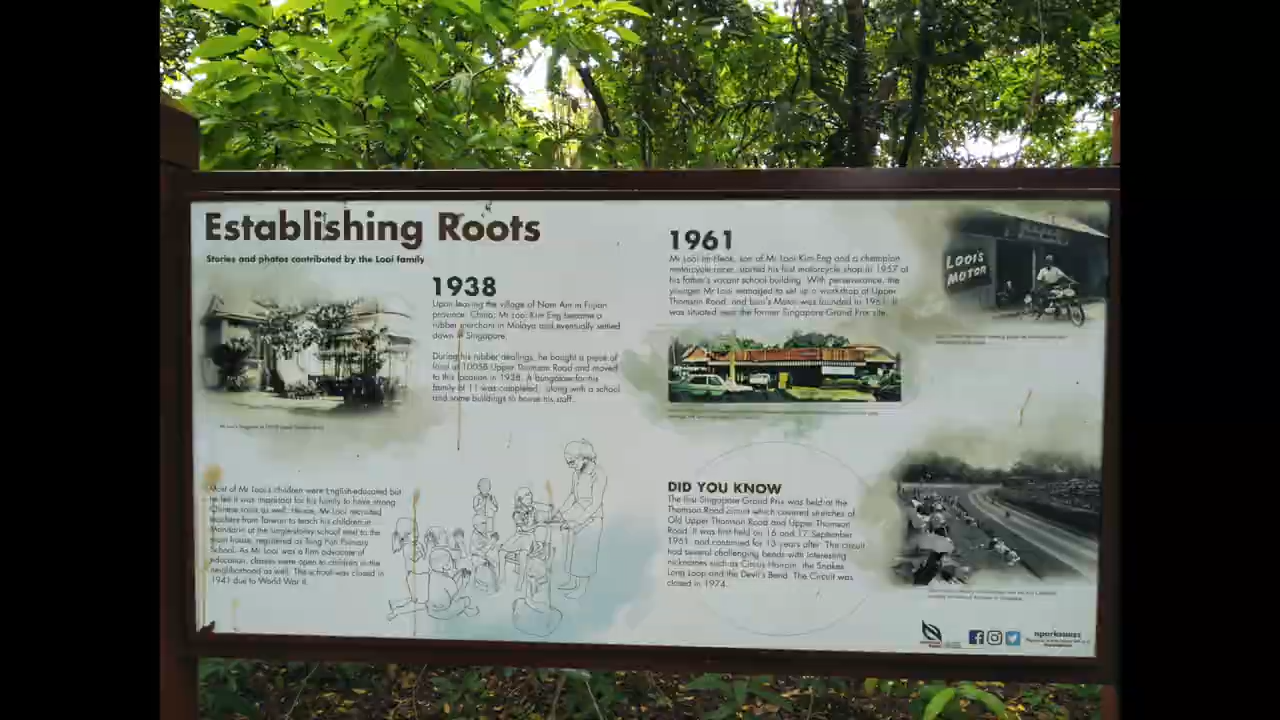 Establishing Roots
Stories and photos contributed by the Looi family
1938
Upon leaving the village of Nam Ann in Fujian
province, China, Mr Looi Kim Eng became a
rubber merchant in Malaya and eventually settled
down in Singapore.
During his rubber dealings, he bought a piece of
land at 1005B Upper Thomson Road and moved
to this location in 1938. A bungalow for his
family of 11 was completed, along with a school
and some buildings to house his staff.
Most of Mr Looi's children were English-educated but
he felt it was important for his family to have strong
Chinese roots as well. Hence, Mr Looi recruited
teachers from Taiwan to teach his children in
Mandarin at the single-storey school next to the
main house, registered as Tong Fah Primary
School. As Mr Looi was a firm advocate of
education, classes were open to children in the
neighborhood as well. The school was closed in
1941 due to World War II.
1961
Mr Looi Im Heok, son of Mr Looi Kim Eng and a champion
motorcycle racer, started his first motorcycle shop in 1957 at
his father's vacant school building. With perseverance, the
younger Mr Looi managed to set up a workshop at Upper
Thomson Road, and Looi's Motor was founded in 1961. It
was situated near the former Singapore Grand Prix site.
LOOI'S
MOTOR
DID YOU KNOW
The first Singapore Grand Prix was held at the
Thomson Road circuit which covered stretches of
Old Upper Thomson Road and Upper Thomson
Road. It was first held on 16 and 17 September
1961, and continued for 13 years after. The circuit
had several challenging bends with interesting
nicknames such as Circus Hairpin, the Snakes,
Long Loop and the Devil's Bend. The Circuit was
closed in 1974.
nparksbuzz